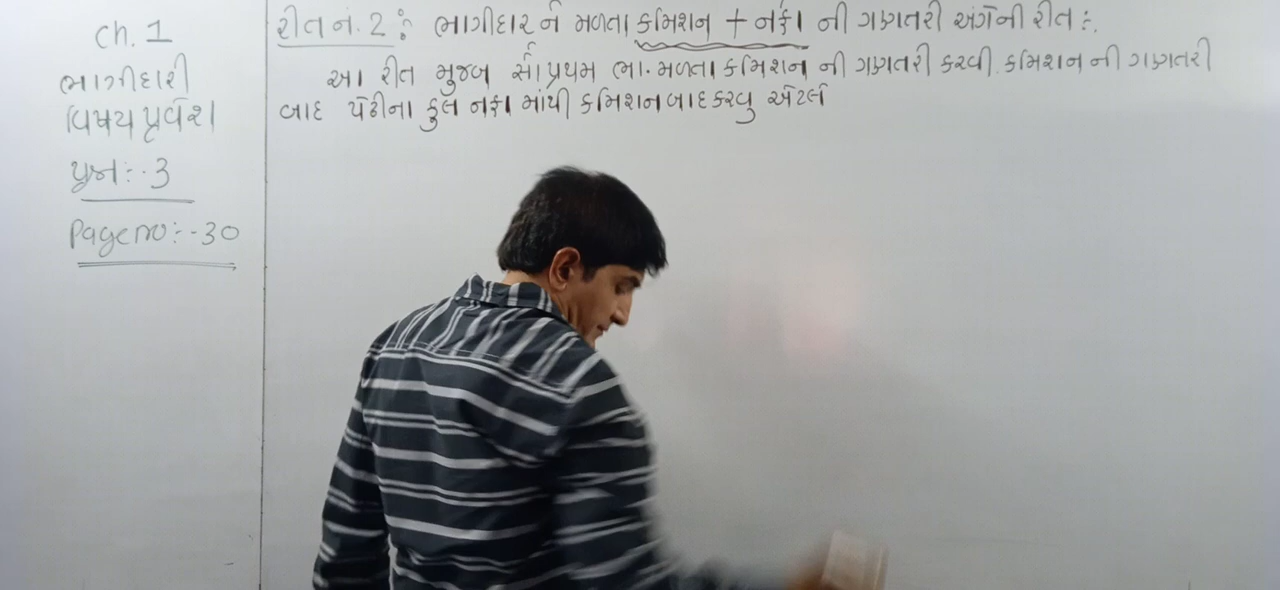 ch. 1
ભાગીદારી
વિષય પ્રવેશ
પ્રશ્ન:- 3
Page no:- 30
રીત નં. 2: ભાગીદાર ને મળતા કમિશન + નફા ની ગણતરી અંગેની રીત:.
આ રીત મુજબ સૌપ્રથમ ભા. મળતા કમિશન ની ગણતરી કરવી. કમિશન ની ગણતરી
બાદ પેઢીના કુલ નફા માંથી કમિશન બાદ કરવુ એટલે